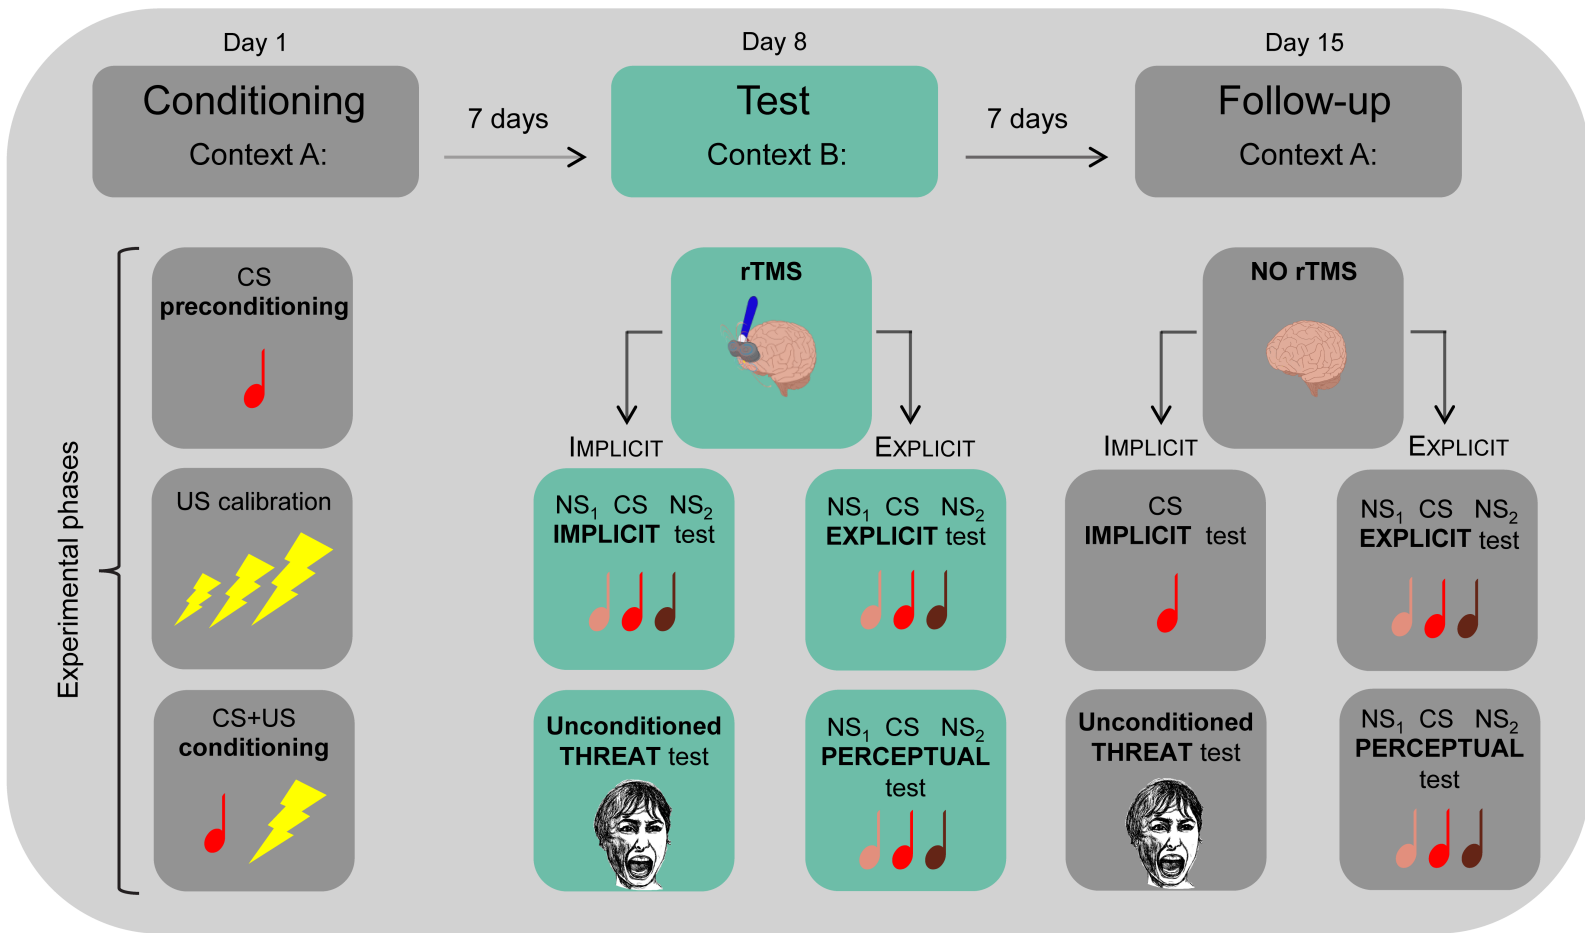 Day 1
Conditioning
Context A:
7 days
Day 8
Test
Context B:
7 days
Day 15
Follow-up
Context A:
Experimental phases
CS
preconditioning
US calibration
CS+US
conditioning
rTMS
IMPLICIT
EXPLICIT
NS1 CS NS2
IMPLICIT test
NS1 CS NS2
EXPLICIT test
Unconditioned
THREAT test
NS1 CS NS2
PERCEPTUAL
test
NO rTMS
IMPLICIT
EXPLICIT
CS
IMPLICIT test
NS1 CS NS2
EXPLICIT test
Unconditioned
THREAT test
NS1 CS NS2
PERCEPTUAL
test